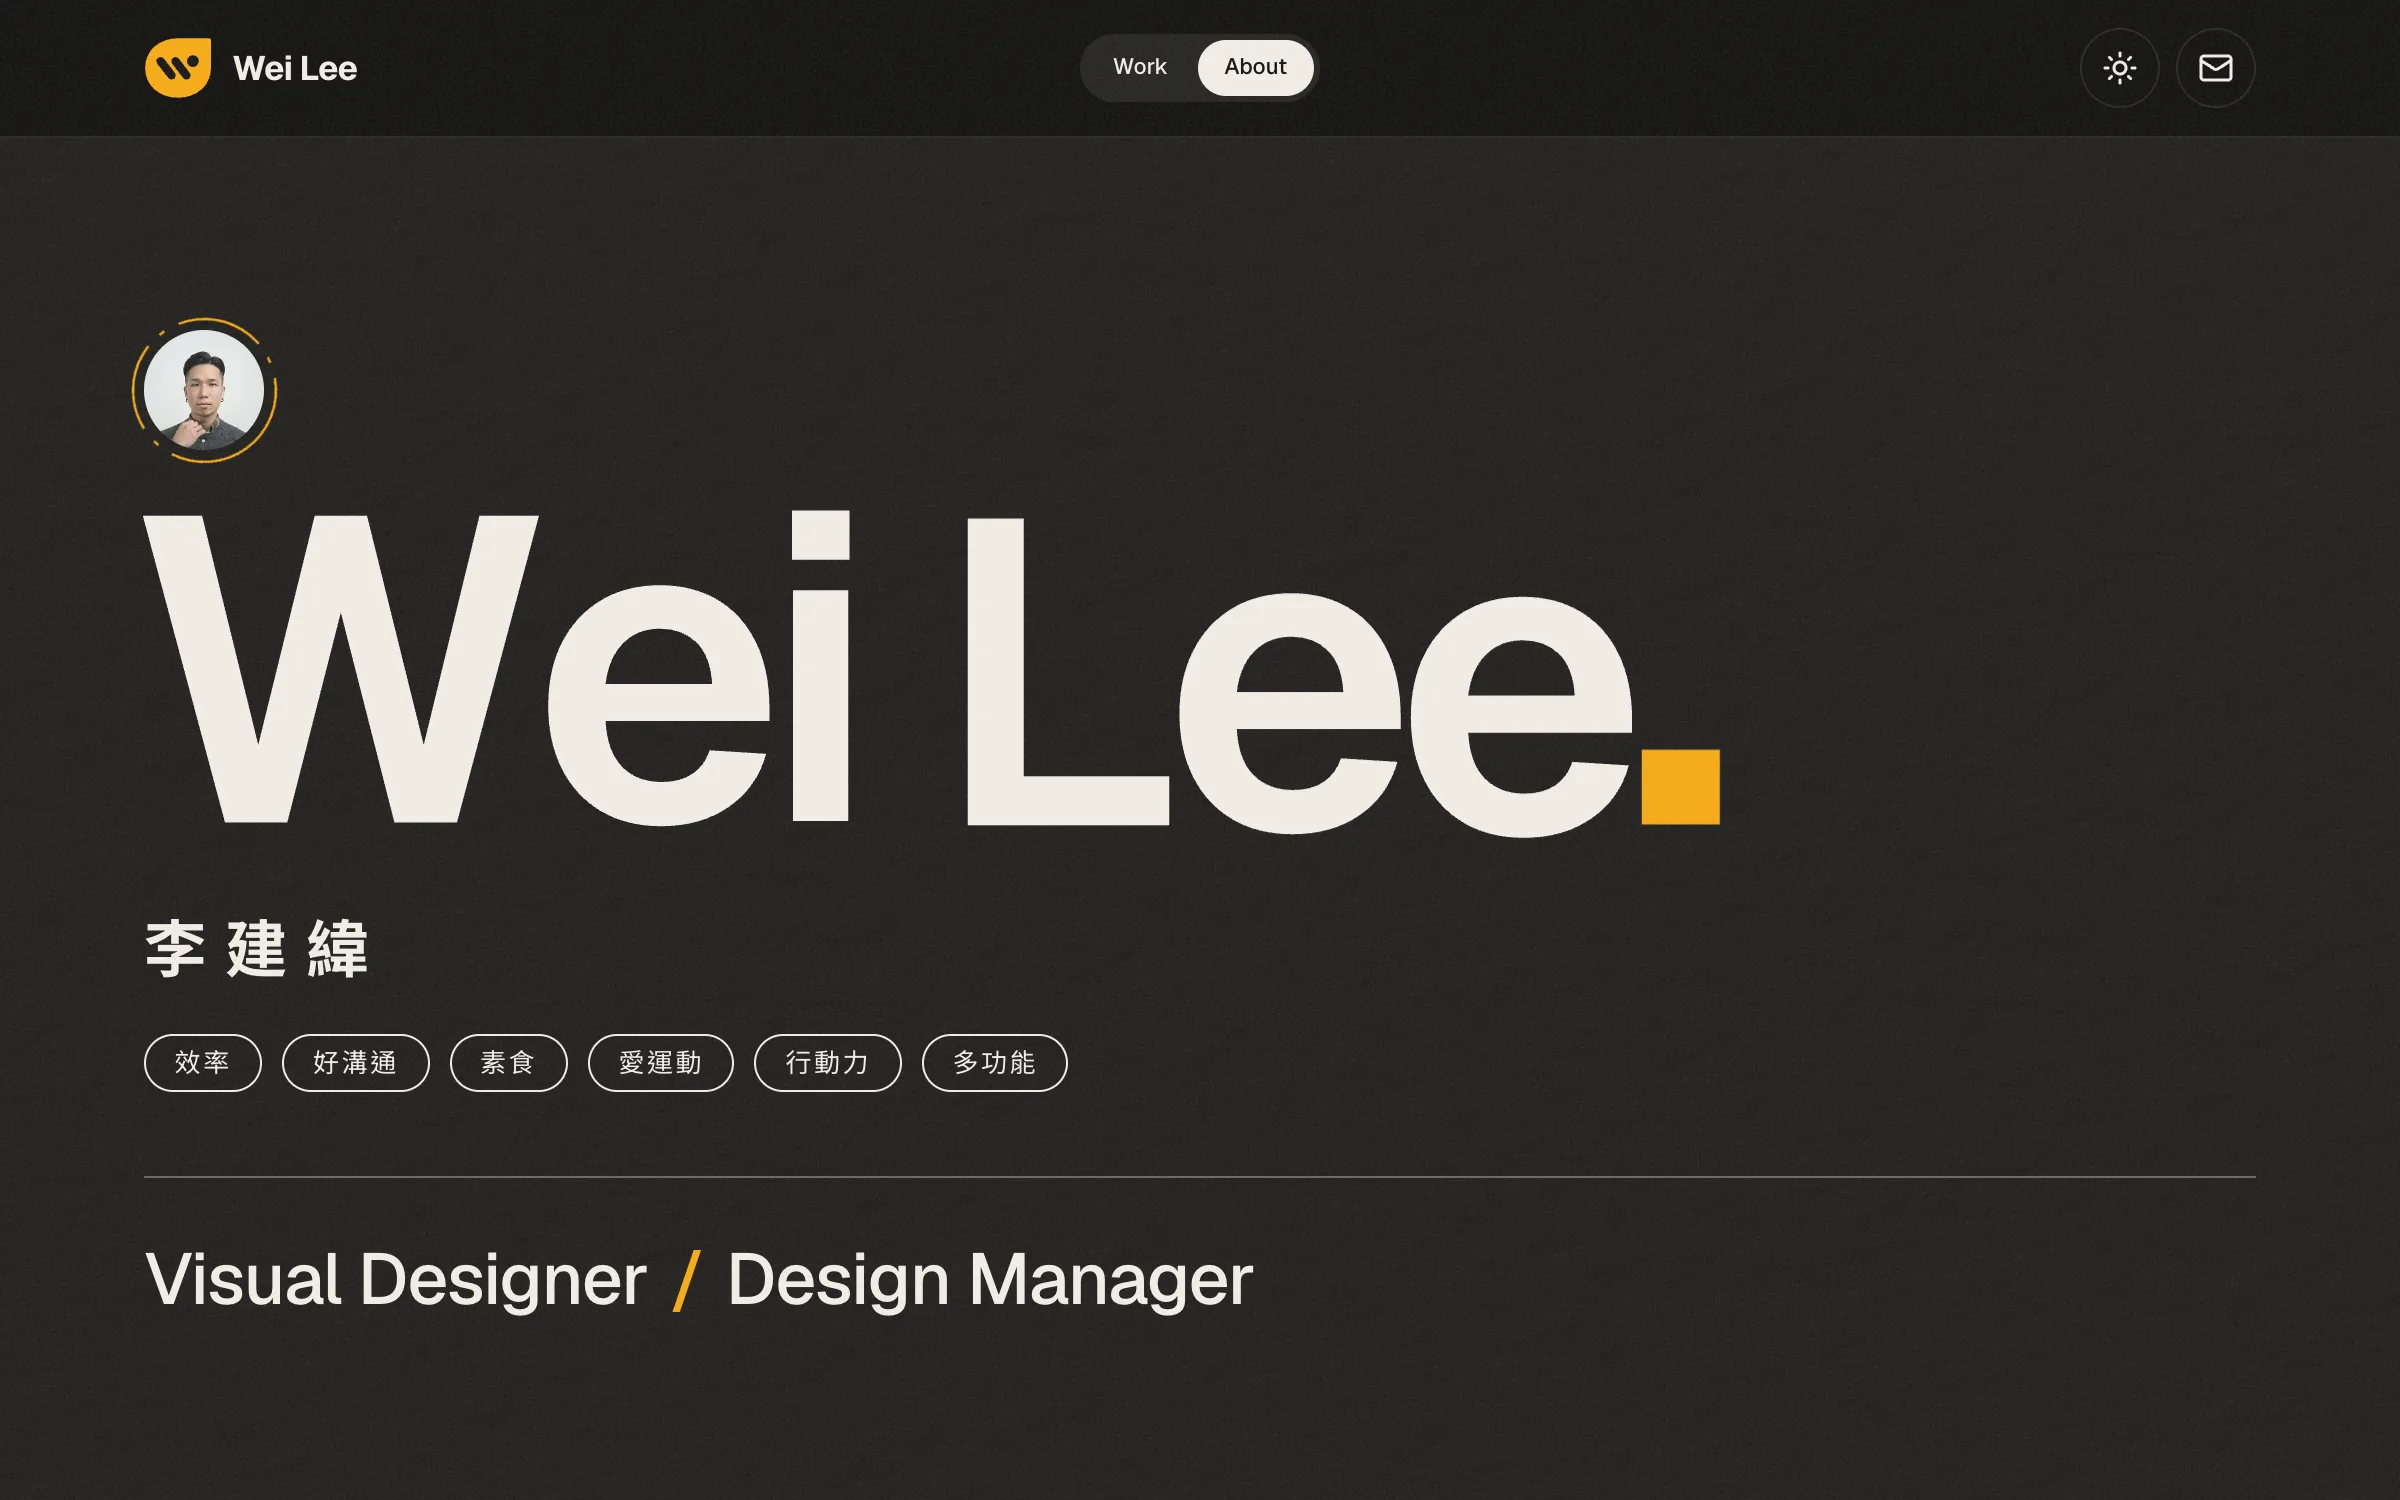 Wei Lee
Work
About
Wei Lee.
李建緯
效率
好溝通
素食
愛運動
行動力
多功能
Visual Designer / Design Manager